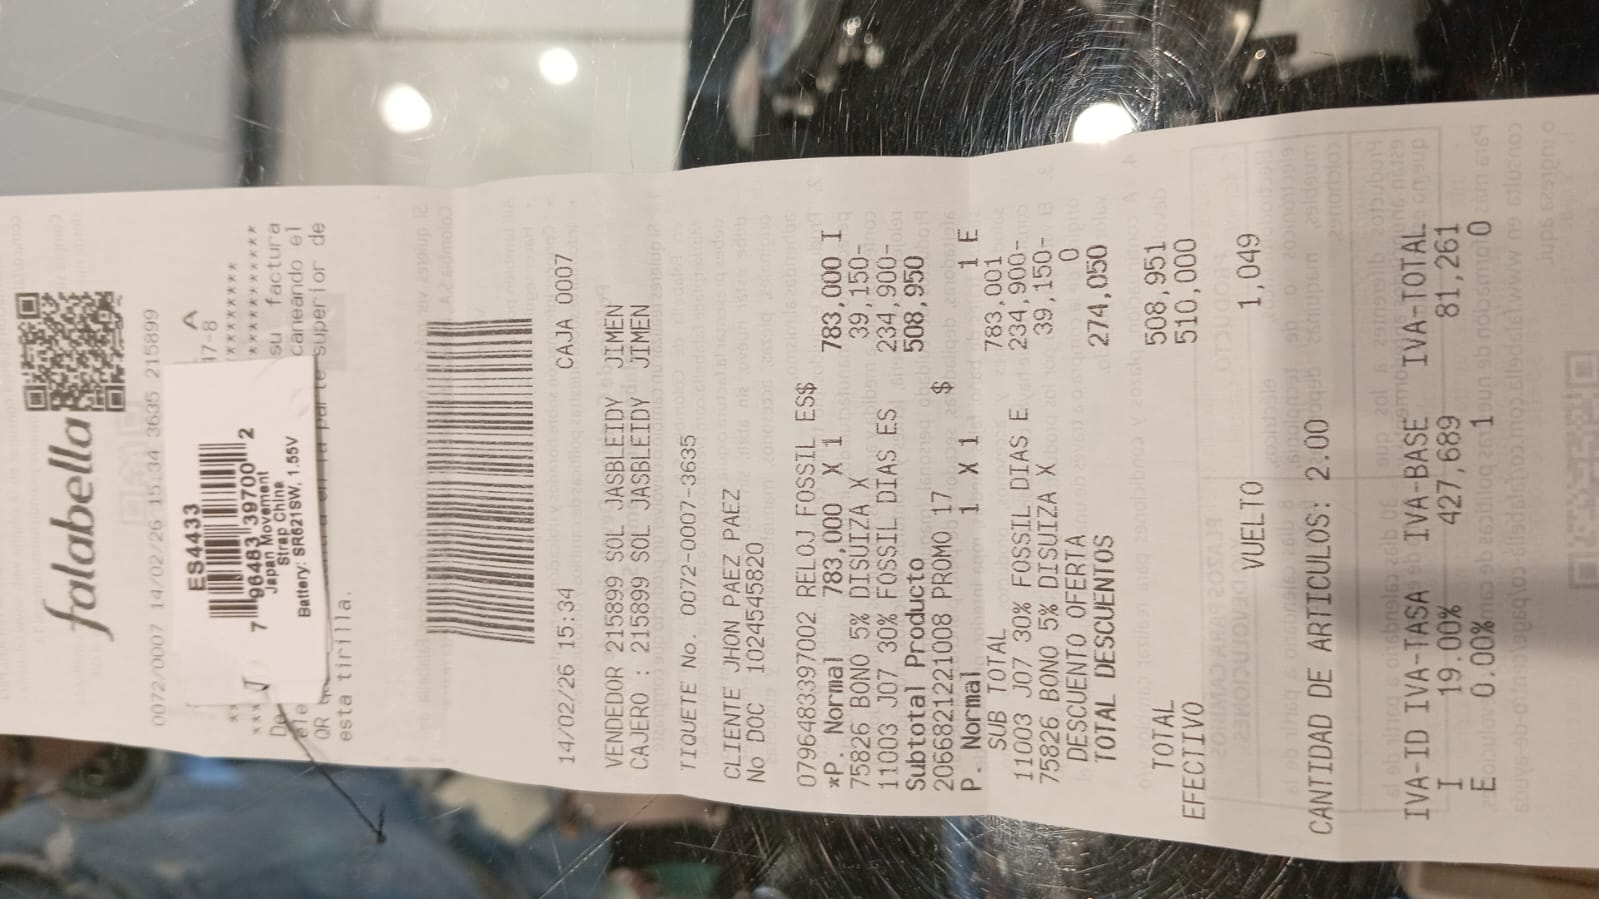 falabella
0072/0007 14/02/26 15:34 3635 215899
ES4433
7 96483 39700 2
Japan Movement
Strap China
Battery: SR621SW, 1.55V
A
17-8
su factura
caneando el
QR superior de
esta tirilla.
14/02/26 15:34 CAJA 0007
VENDEDOR 215899 SOL JASBLEIDY JIMEN
CAJERO : 215899 SOL JASBLEIDY JIMEN
TIQUETE No. 0072-0007-3635
CLIENTE JHON PAEZ PAEZ
No DOC 1024545820
0796483397002 RELOJ FOSSIL ES$
*P. Normal 783,000 X 1 783,000 I
75826 BONO 5% DISUIZA X 39,150-
11003 J07 30% FOSSIL DIAS ES 234,900-
Subtotal Producto 508,950
2066821221008 PROMO 17 $
P. Normal 1 X 1 1 E
SUB TOTAL 783.001
11003 J07 30% FOSSIL DIAS E 234,900-
75826 BONO 5% DISUIZA X 39,150-
DESCUENTO OFERTA 0
TOTAL DESCUENTOS 274,050
TOTAL 508,951
EFECTIVO 510,000
VUELTO 1,049
CANTIDAD DE ARTICULOS: 2.00
IVA-ID IVA-TASA IVA-BASE IVA-TOTAL
I 19.00% 427,689 81,261
E 0.00% 1 0